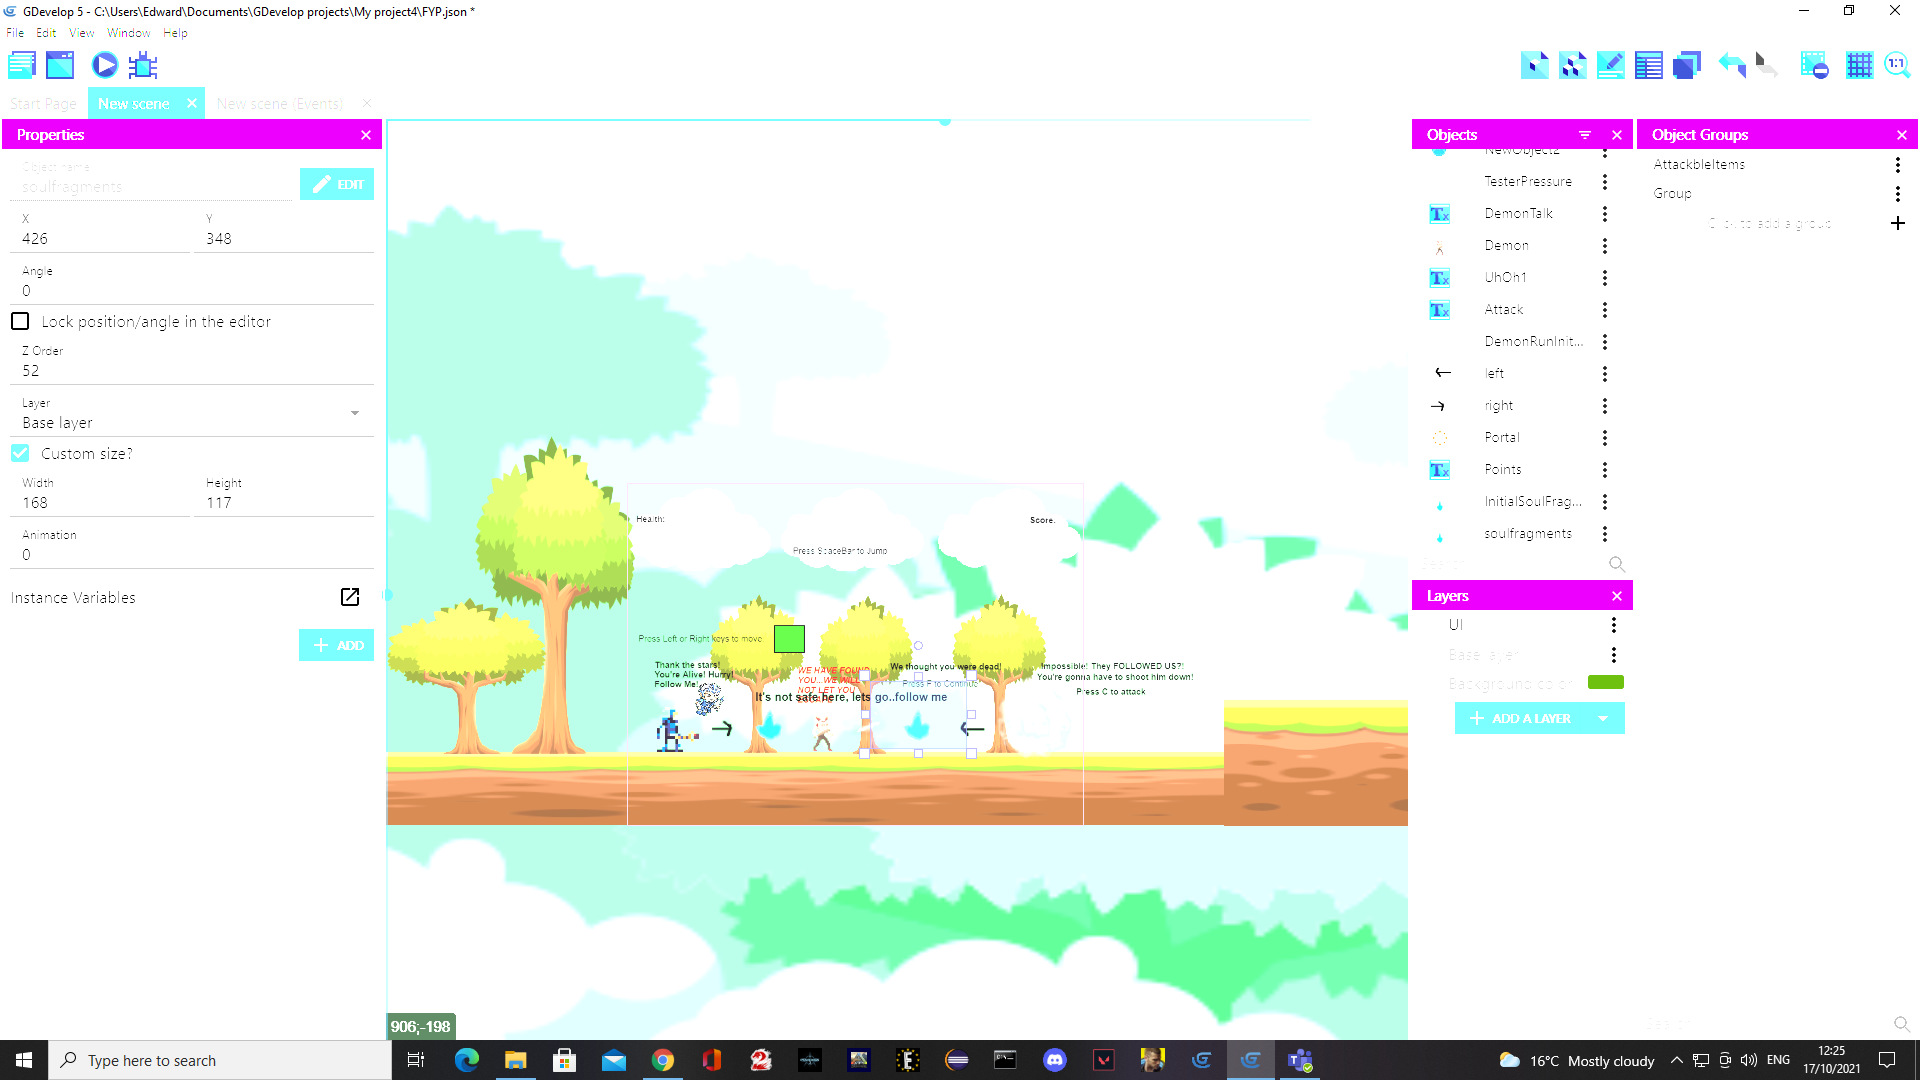 GDevelop 5 - C:\Users\Edward\Documents\GDevelop projects\My project4\FYP.json *
File Edit View Window Help
1:1
Start Page
New scene
New scene (Events)
Properties
Object name
soulfragments
EDIT
X
Y
426
348
Angle
0
Lock position/angle in the editor
Z Order
52
Layer
Base layer
Custom size?
Width
Height
168
117
Animation
0
Instance Variables
ADD
Health:
Score:
Press SpaceBar to Jump
Press Left or Right keys to move
Thank the stars!
You're Alive! Hurry!
Follow Me!
WE HAVE FOUND
YOU...WE WILL
NOT LET YOU
We thought you were dead!
Press F to Continue
It's not safe here, lets go..follow me
Impossible! They FOLLOWED US?!
You're gonna have to shoot him down!
Press C to attack
906;-198
Objects
NewObject2
TesterPressure
DemonTalk
Demon
UhOh1
Attack
DemonRunInit...
left
right
Portal
Points
InitialSoulFrag...
soulfragments
Search
Layers
UI
Base layer
Background color
ADD A LAYER
Object Groups
AttackbleItems
Group
Click to add a group
Search
Type here to search
16°C Mostly cloudy
ENG
12:25
17/10/2021